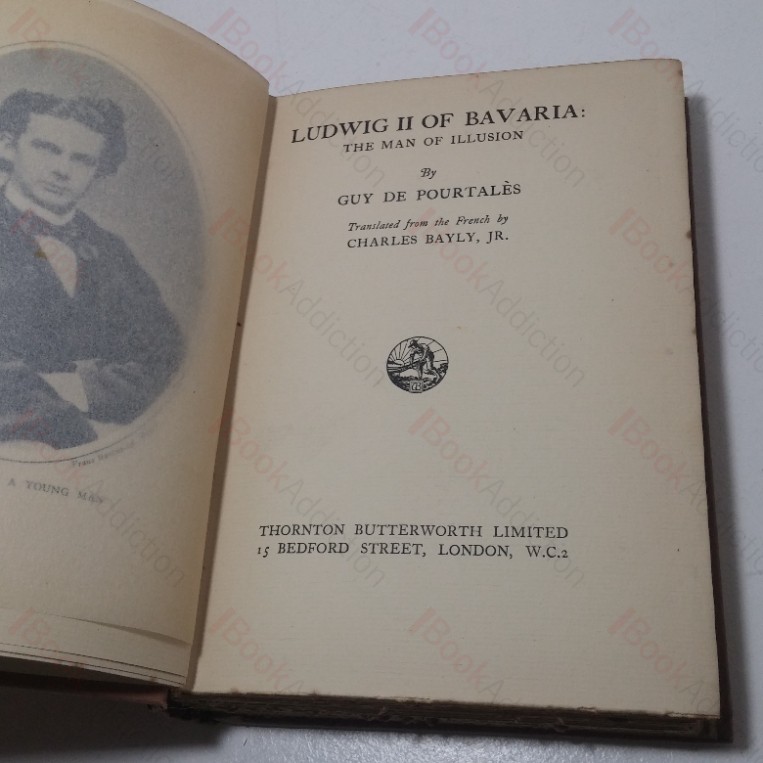 A YOUNG MAN
LUDWIG II OF BAVARIA:
THE MAN OF ILLUSION
By
GUY DE POURTALÈS
Translated from the French by
CHARLES BAYLY, JR.
THORNTON BUTTERWORTH LIMITED
15 BEDFORD STREET, LONDON, W.C.2
BookAddiction